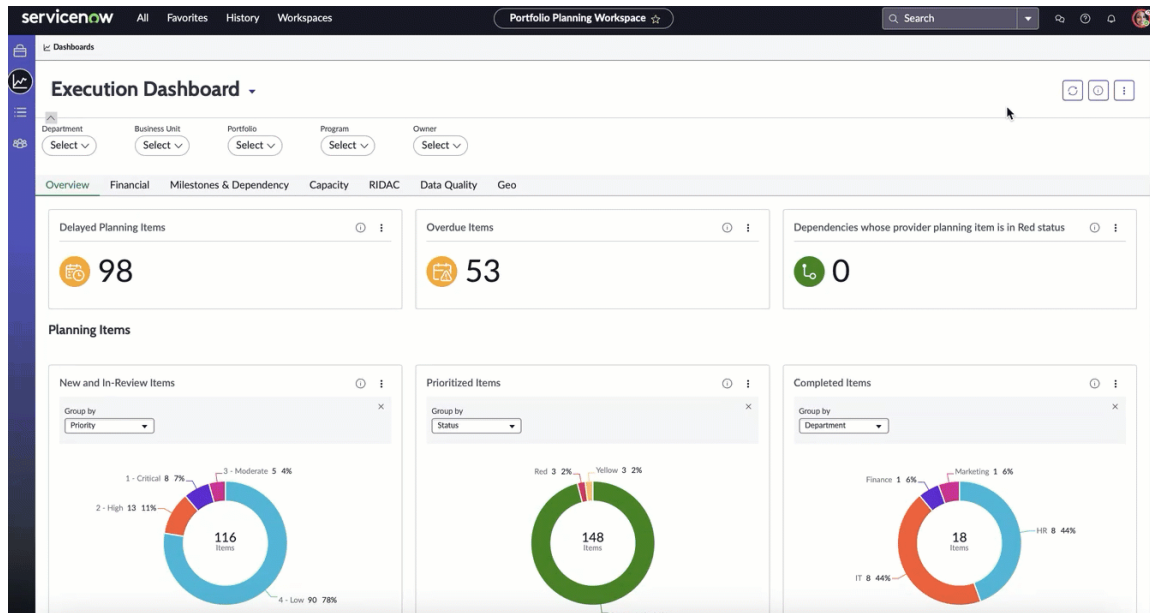 servicenow All Favorites History Workspaces Portfolio Planning Workspace Search
Dashboards
Execution Dashboard
Department Business Unit Portfolio Program Owner
Select Select Select Select Select
Overview Financial Milestones & Dependency Capacity RIDAC Data Quality Geo
Delayed Planning Items Overdue Items Dependencies whose provider planning item is in Red status
98 53 0
Planning Items
New and In-Review Items Prioritized Items Completed Items
Group by Group by Group by
Priority Status Department
3 - Moderate 5 4% Red 3 2% Yellow 3 2% Marketing 1 6%
1 - Critical 8 7% Finance 1 6%
2 - High 13 11%
HR 8 44%
116 148 18
Items Items Items
IT 8 44%
4 - Low 90 78%